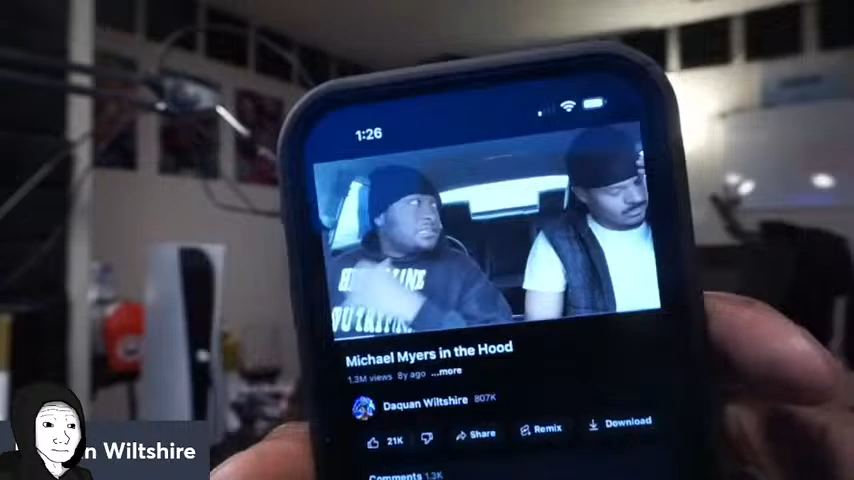 1:26
Michael Myers in the Hood
1.3M views 8y ago ...more
Daquan Wiltshire 807K
21K Share Remix Download
Comments 1.3K
n Wiltshire